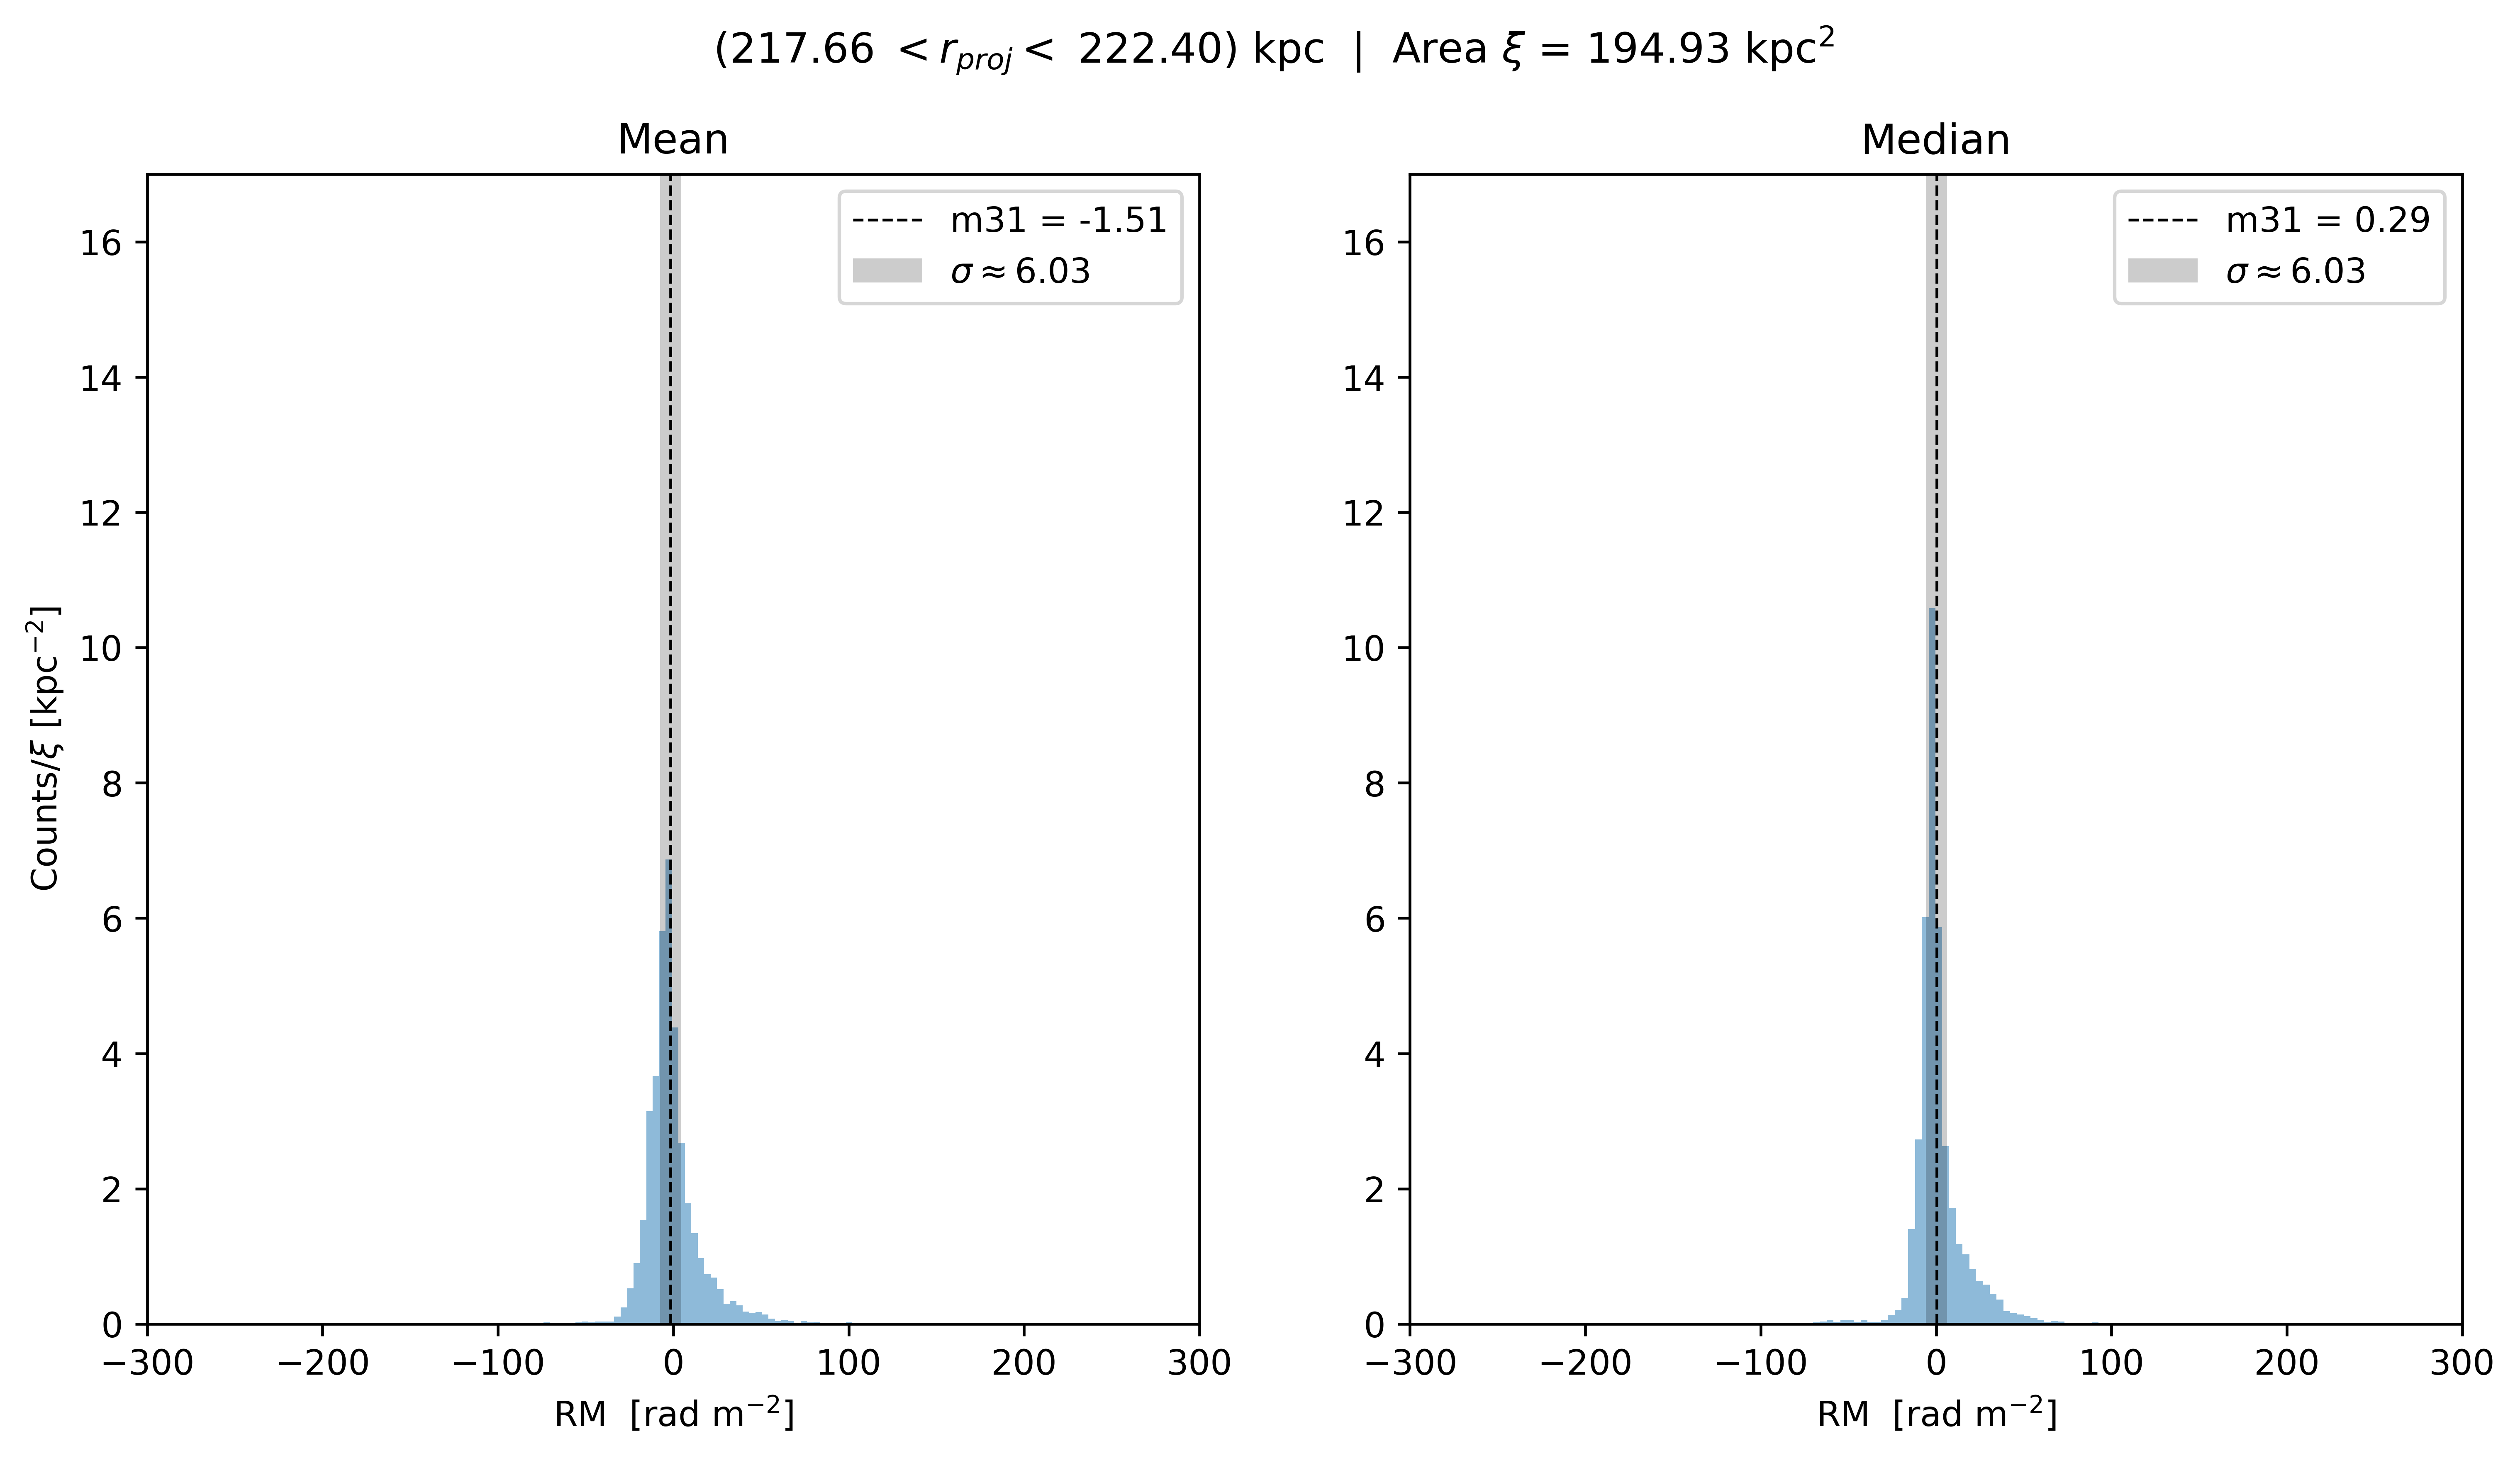 (217.66 < r_proj < 222.40) kpc | Area ξ = 194.93 kpc²
Mean
m31 = -1.51
σ ≈ 6.03
16
14
12
10
8
6
4
2
0
Counts/ξ [kpc⁻²]
−300 −200 −100 0 100 200 300
RM [rad m⁻²]
Median
m31 = 0.29
σ ≈ 6.03
16
14
12
10
8
6
4
2
0
−300 −200 −100 0 100 200 300
RM [rad m⁻²]